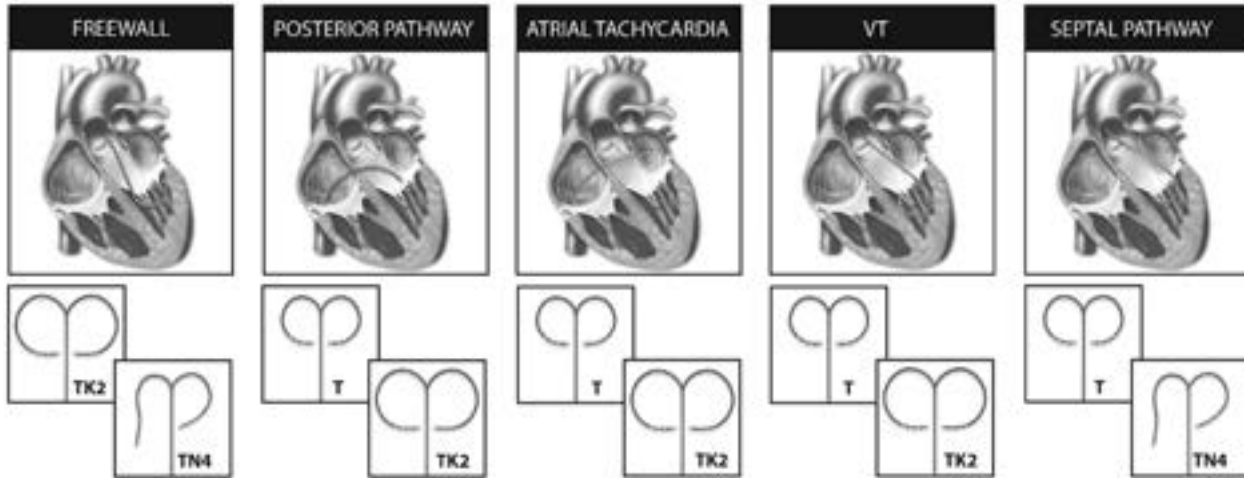 FREEWALL
POSTERIOR PATHWAY
ATRIAL TACHYCARDIA
VT
SEPTAL PATHWAY
TK2
TN4
T
TK2
T
TK2
T
TK2
T
TN4